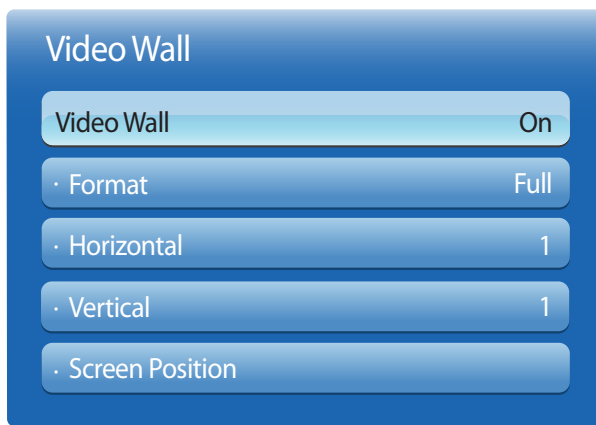 Video Wall
Video Wall On
· Format Full
· Horizontal 1
· Vertical 1
· Screen Position